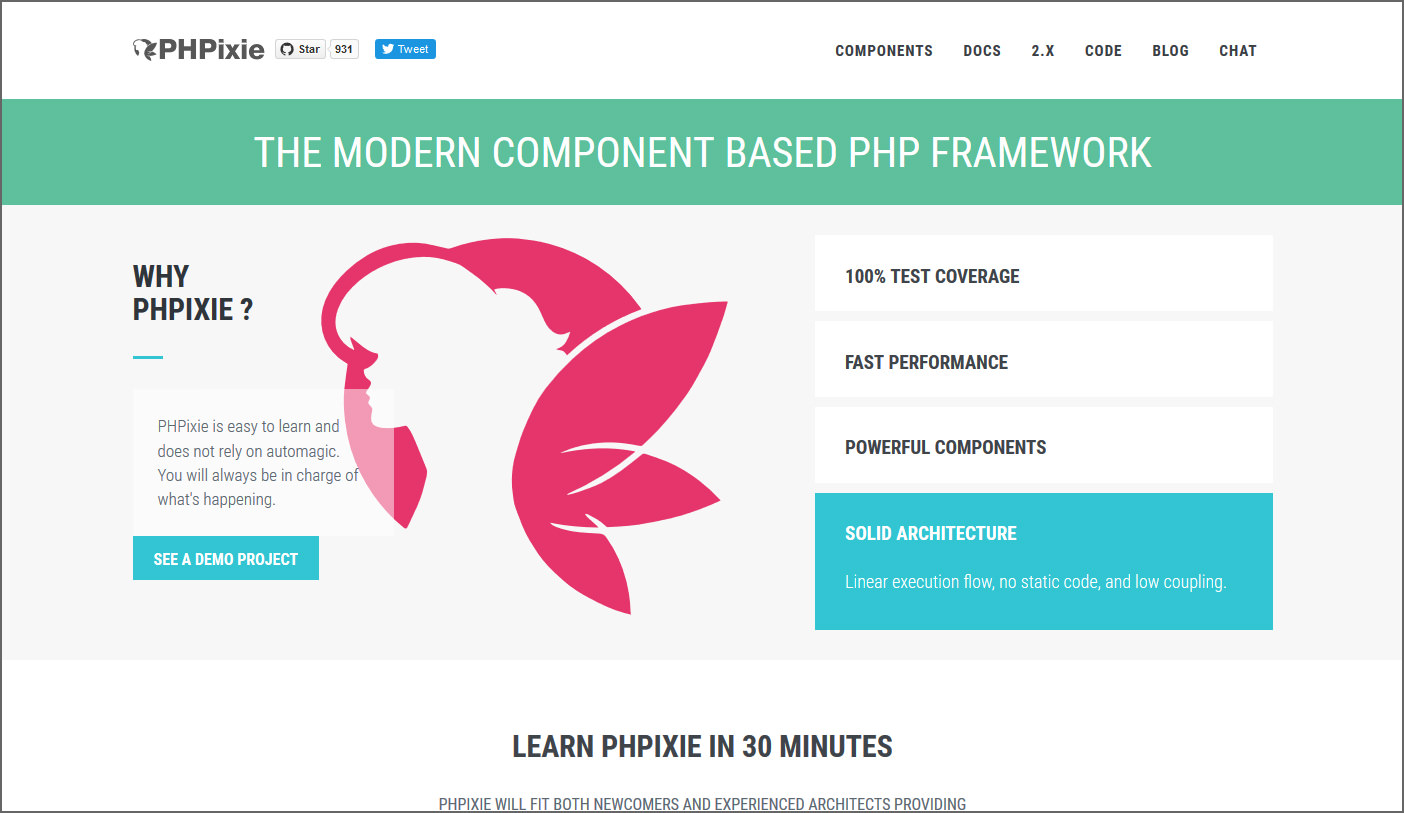 PHPixie Star 931 Tweet
COMPONENTS DOCS 2.X CODE BLOG CHAT
THE MODERN COMPONENT BASED PHP FRAMEWORK
WHY
PHPIXIE ?
PHPixie is easy to learn and
does not rely on automagic.
You will always be in charge of
what's happening.
SEE A DEMO PROJECT
100% TEST COVERAGE
FAST PERFORMANCE
POWERFUL COMPONENTS
SOLID ARCHITECTURE
Linear execution flow, no static code, and low coupling.
LEARN PHPIXIE IN 30 MINUTES
PHPIXIE WILL FIT BOTH NEWCOMERS AND EXPERIENCED ARCHITECTS PROVIDING